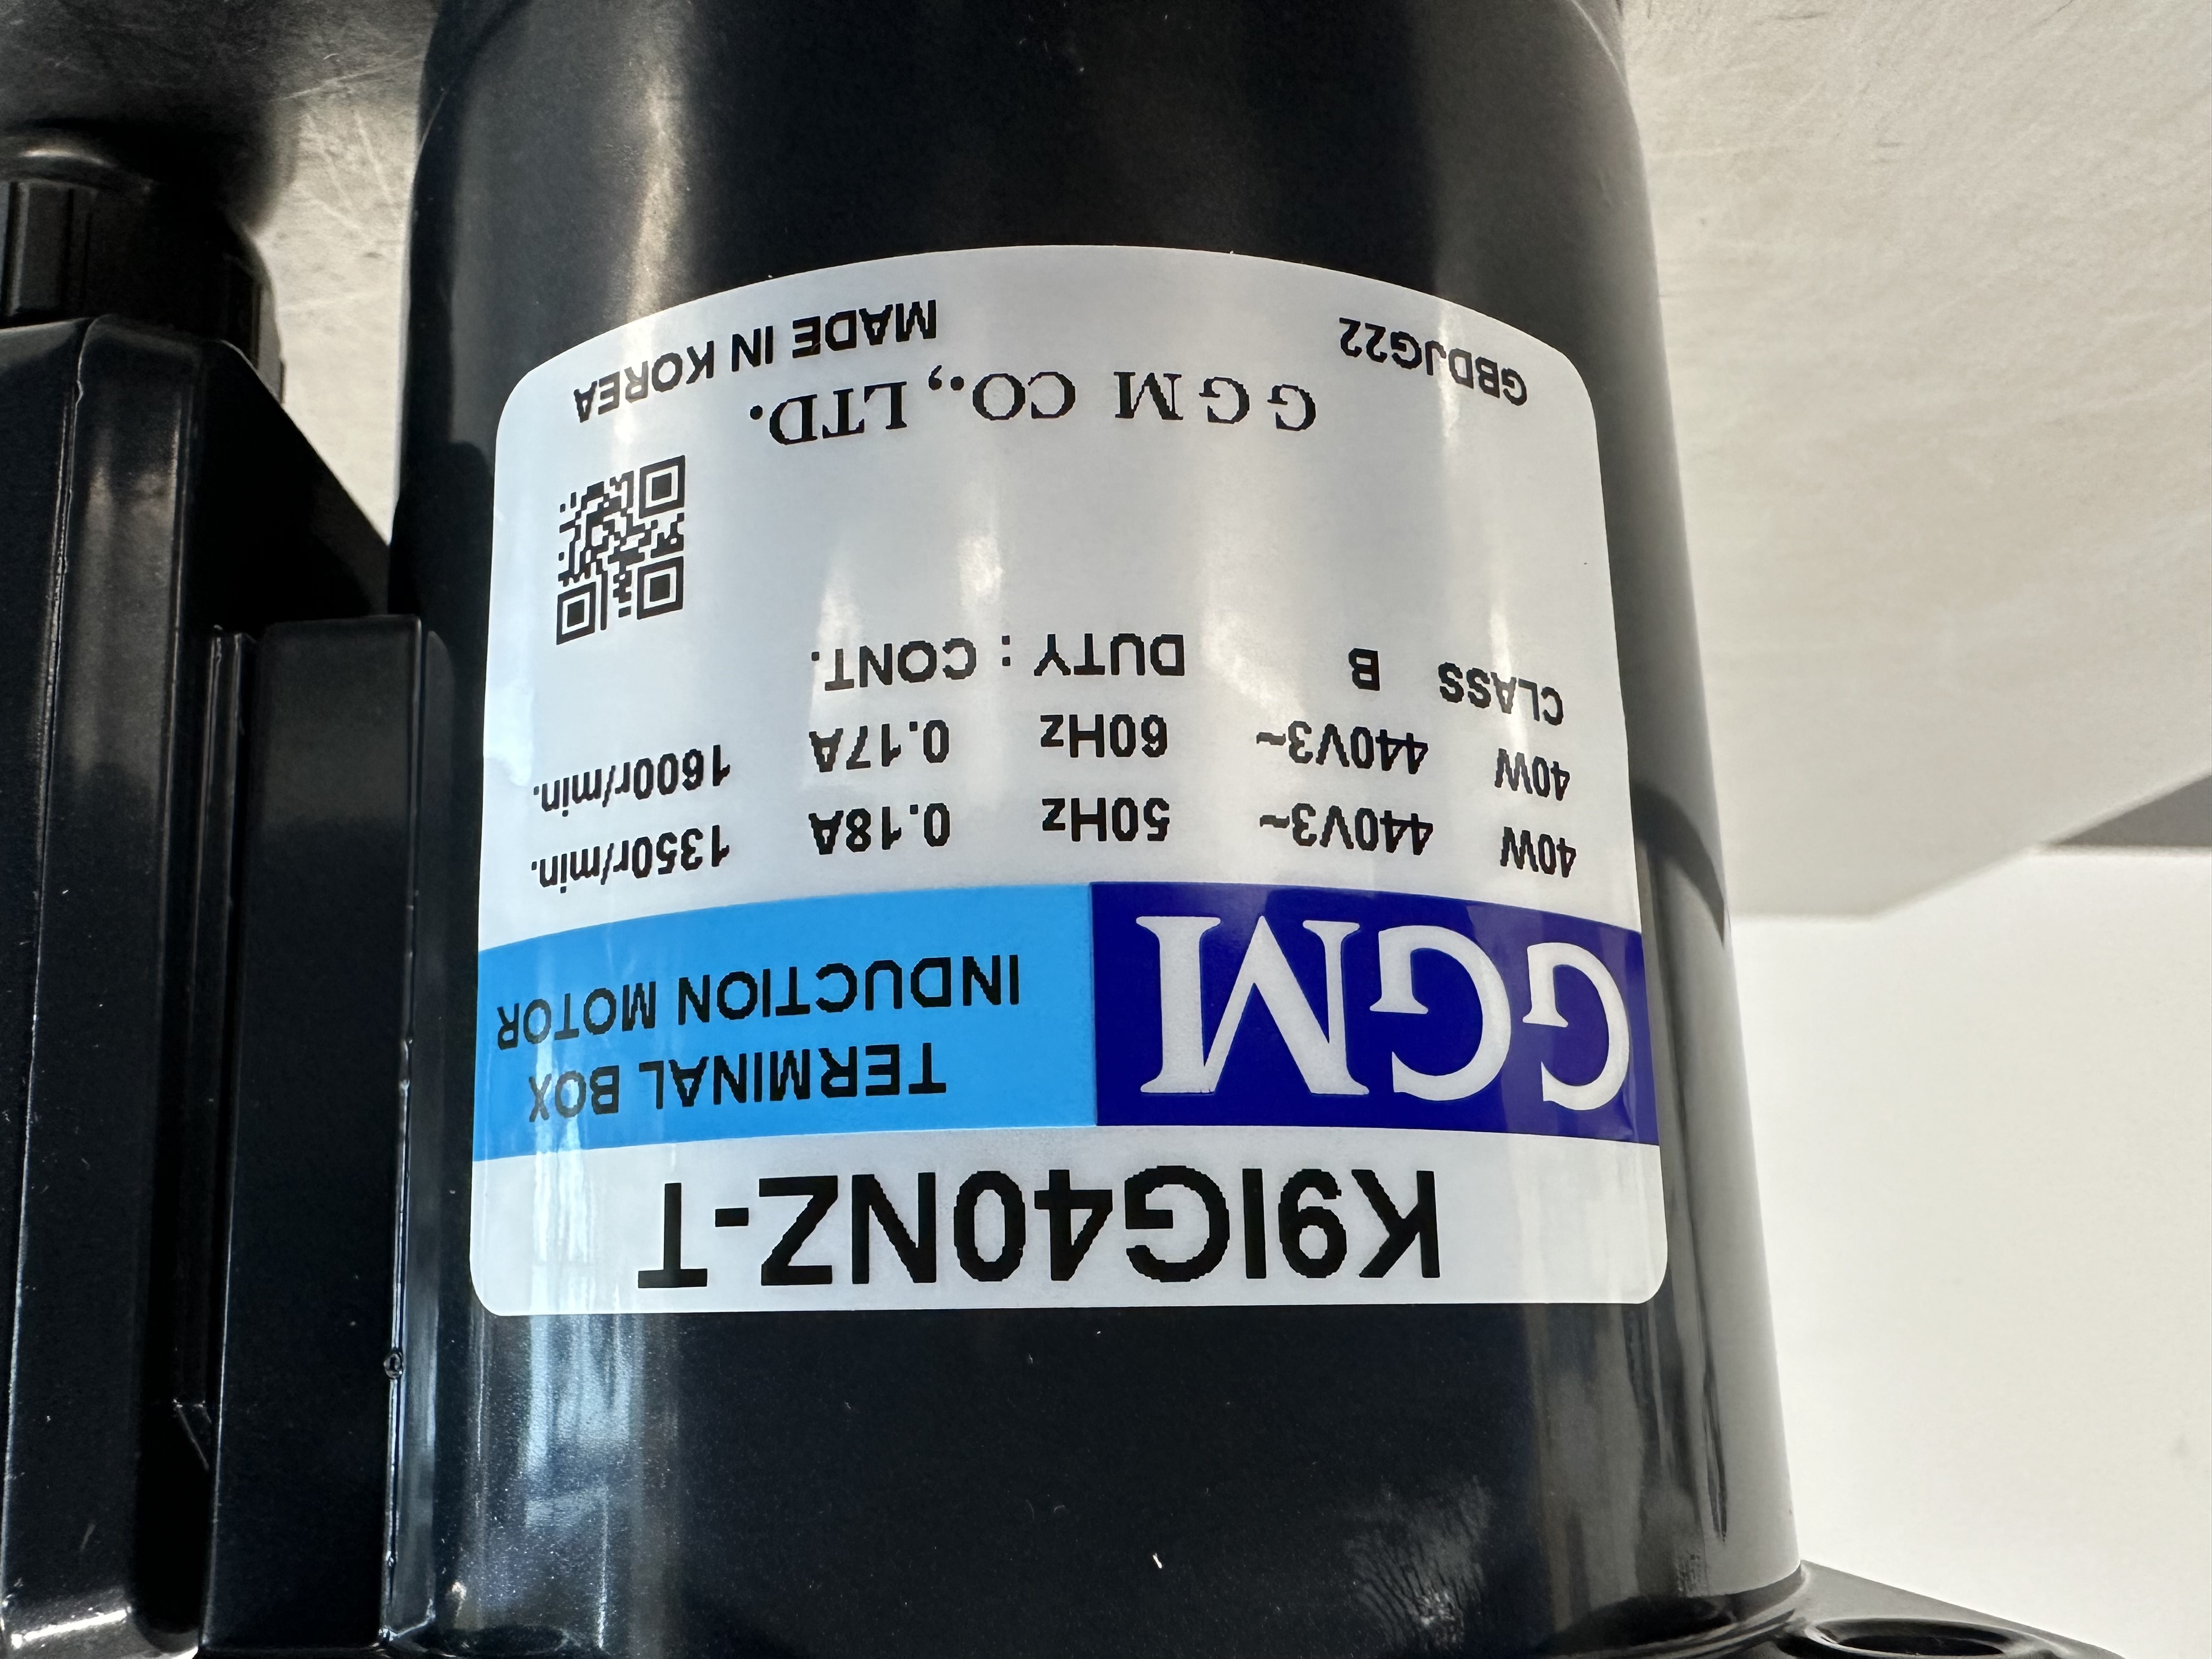 K9IG40NZ-T
GGM
TERMINAL BOX
INDUCTION MOTOR
40W 440V3~ 50Hz 0.18A 1350r/min.
40W 440V3~ 60Hz 0.17A 1600r/min.
CLASS B DUTY : CONT.
GGM CO., LTD.
GBDJG22 MADE IN KOREA